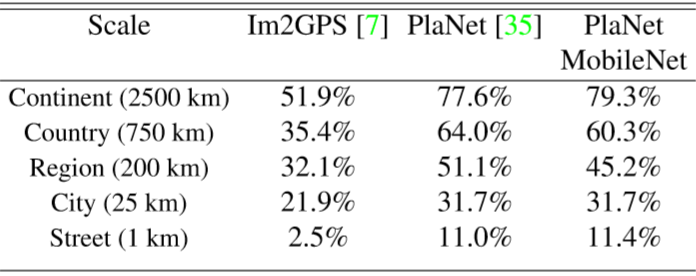 Scale Im2GPS [7] PlaNet [35] PlaNet
MobileNet
Continent (2500 km) 51.9% 77.6% 79.3%
Country (750 km) 35.4% 64.0% 60.3%
Region (200 km) 32.1% 51.1% 45.2%
City (25 km) 21.9% 31.7% 31.7%
Street (1 km) 2.5% 11.0% 11.4%